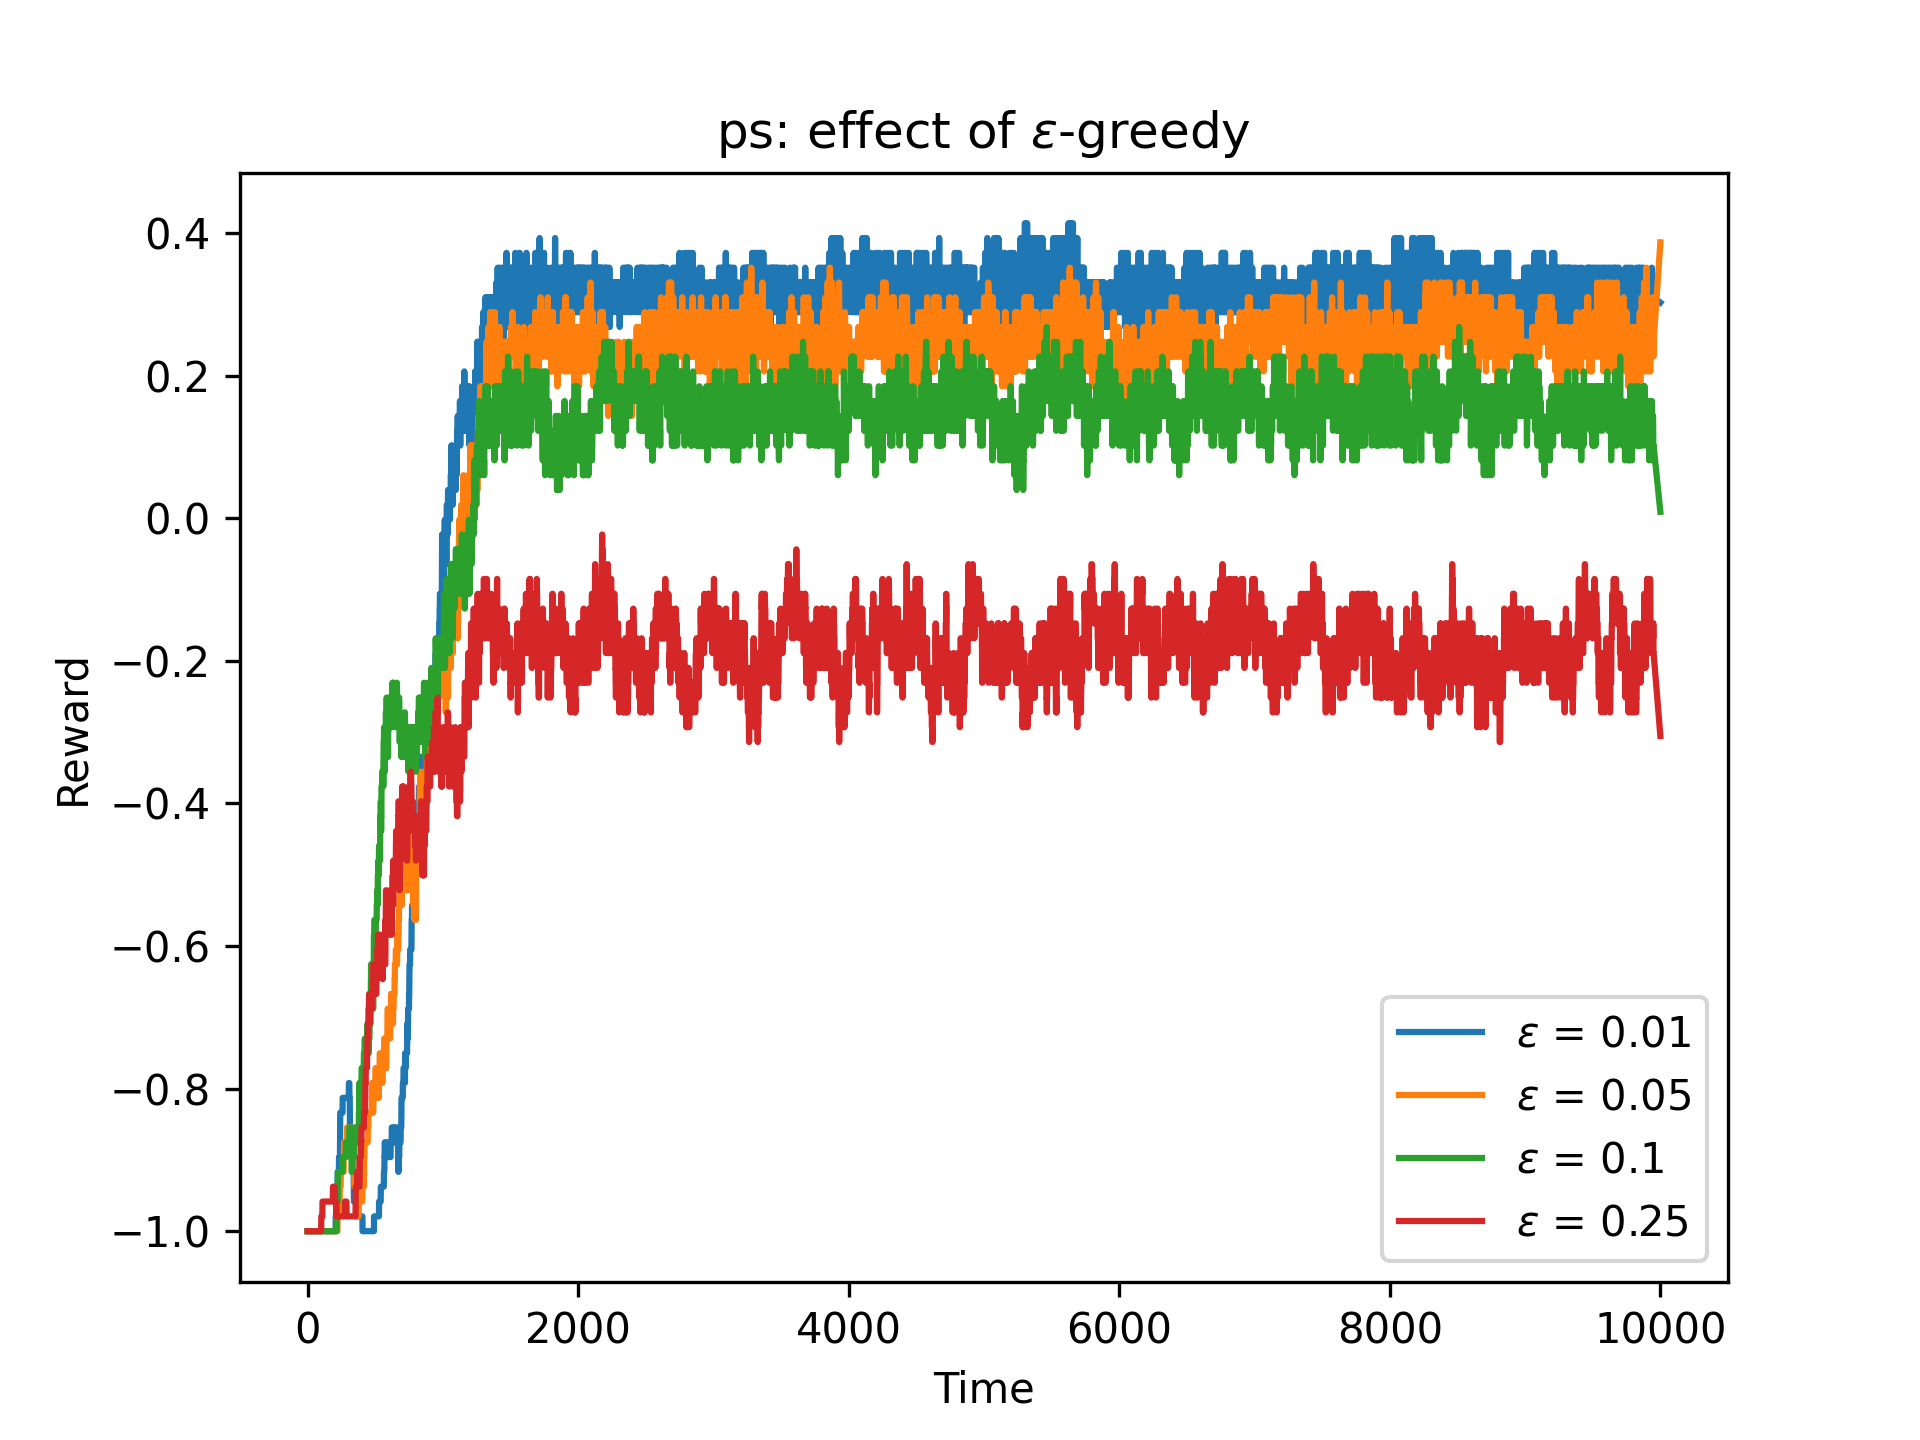 ps: effect of ε-greedy
0.4
0.2
0.0
−0.2
−0.4
−0.6
−0.8
−1.0
Reward
0 2000 4000 6000 8000 10000
Time
ε = 0.01
ε = 0.05
ε = 0.1
ε = 0.25